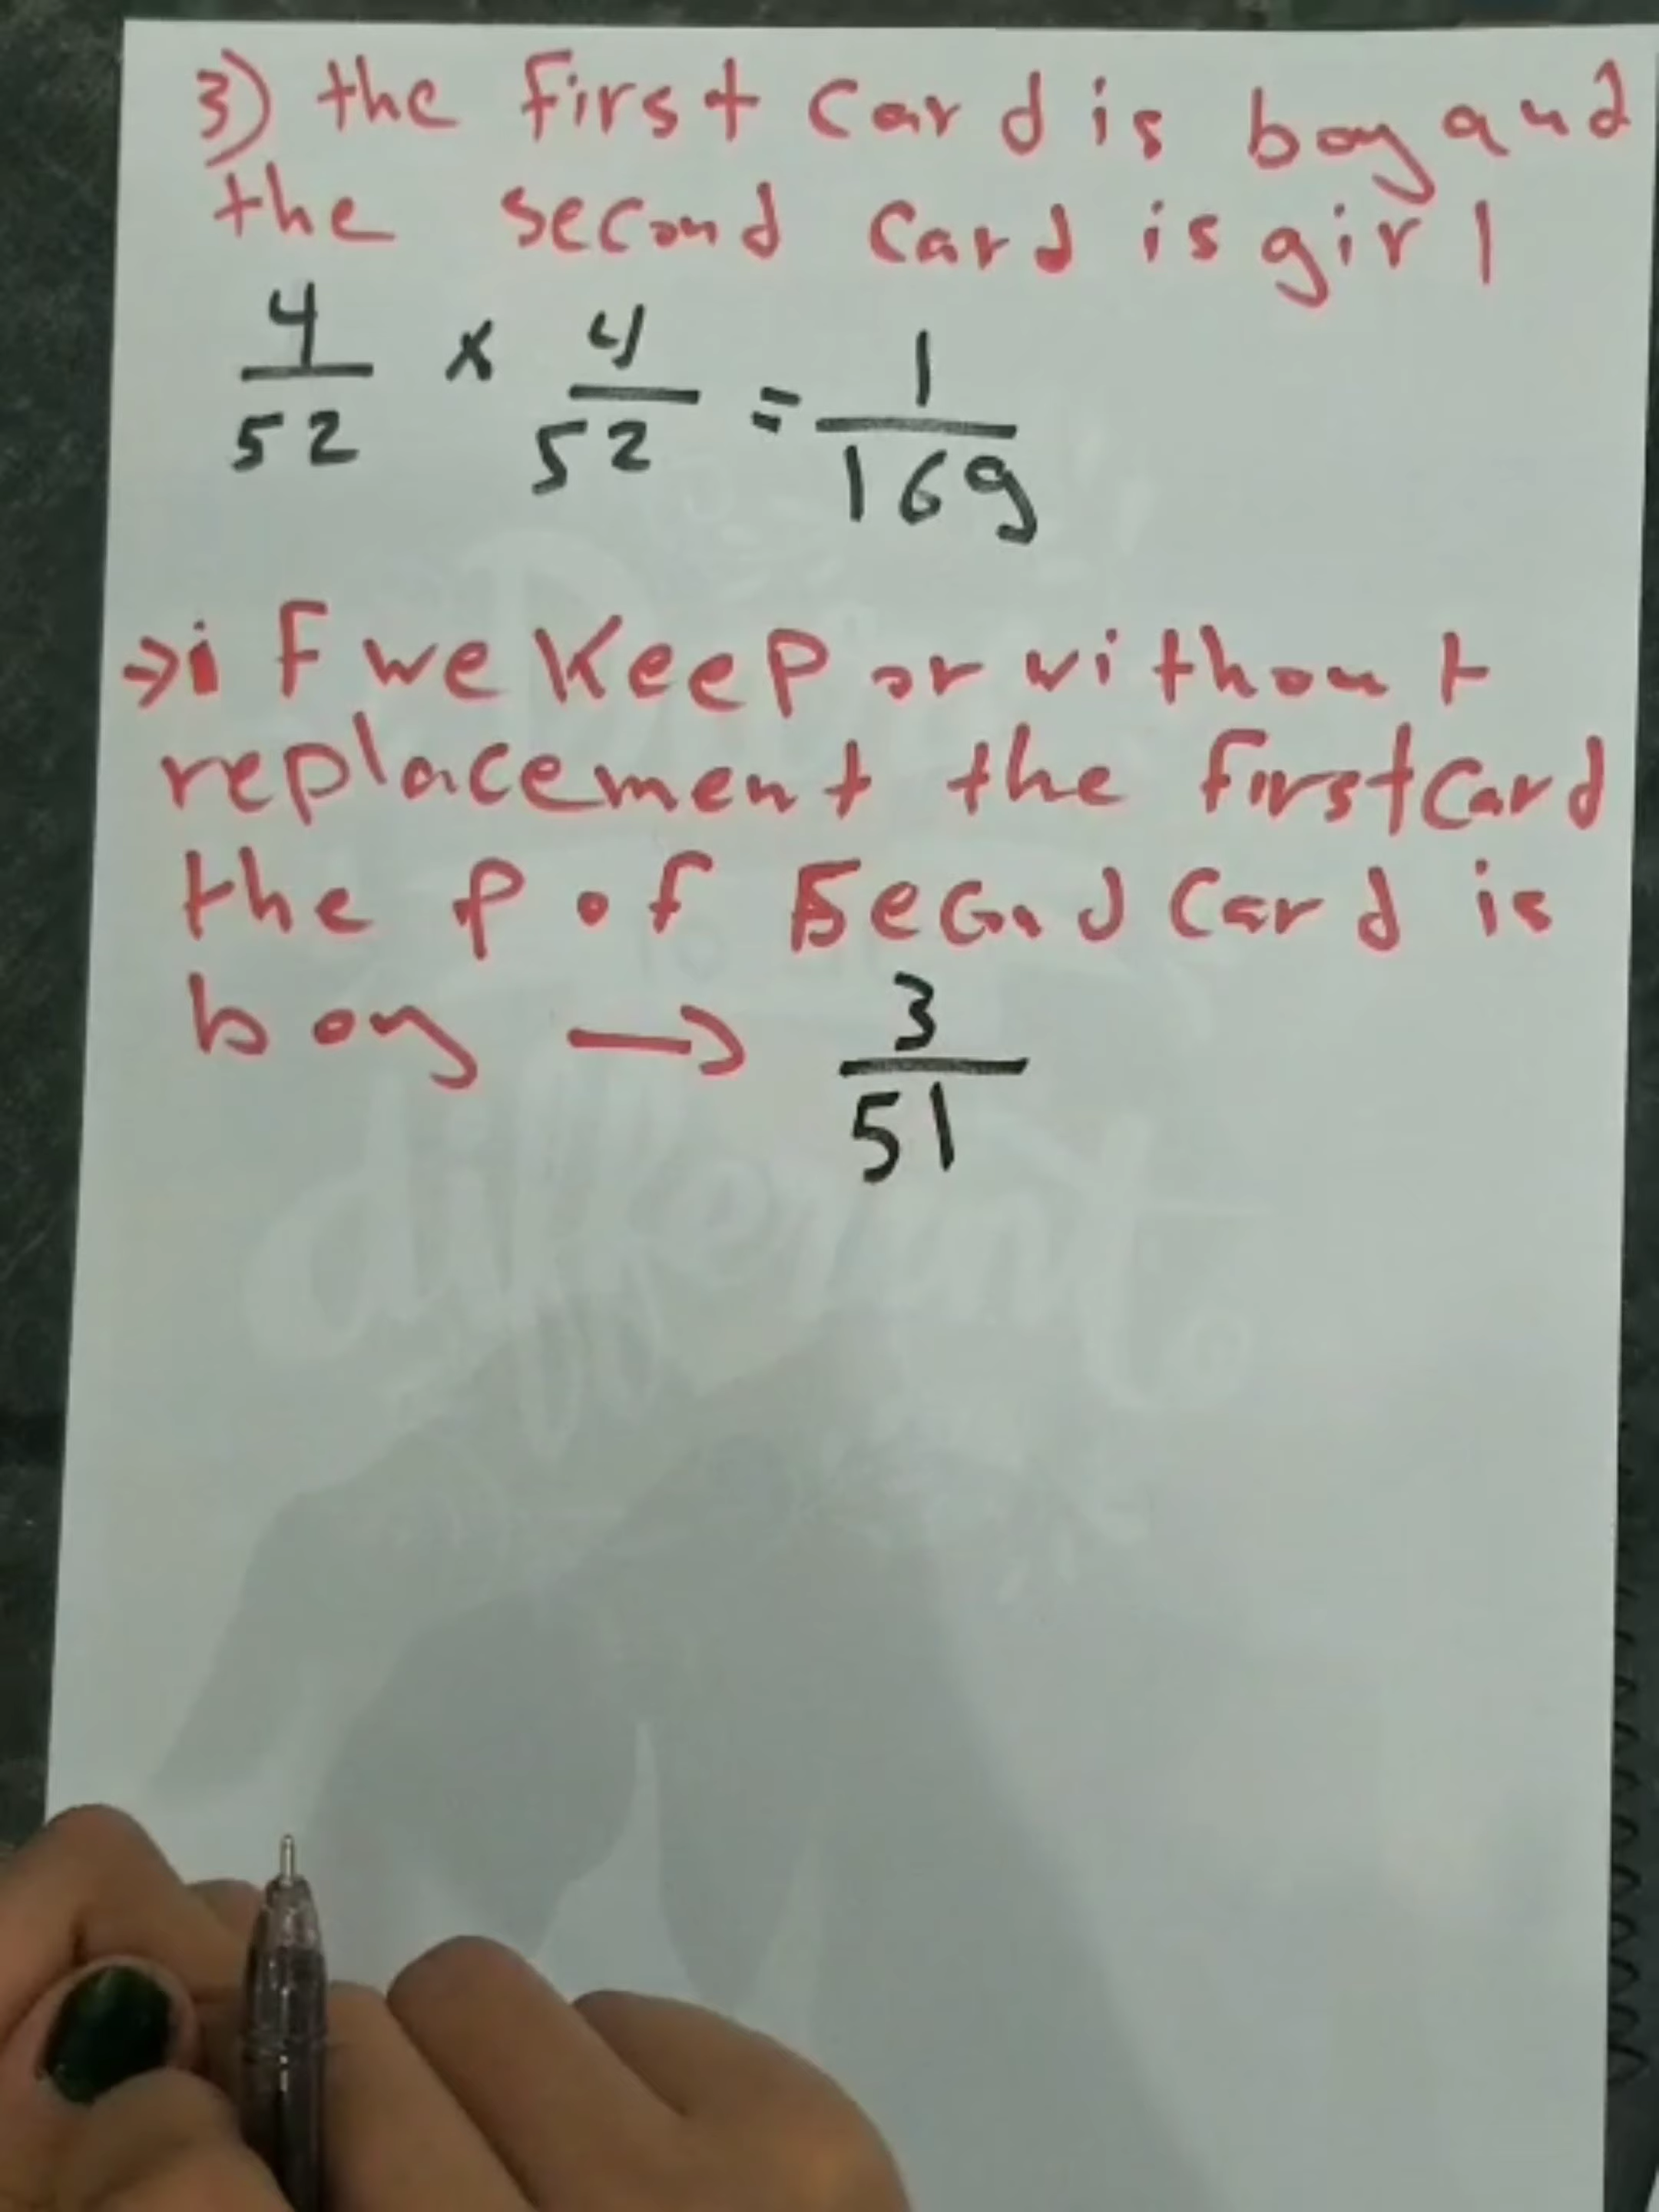 3) the first card is boy and
the second card is girl
4/52 x 4/52 = 1/169
→ if we keep or without
replacement the first card
the p of second card is
boy → 3/51
different